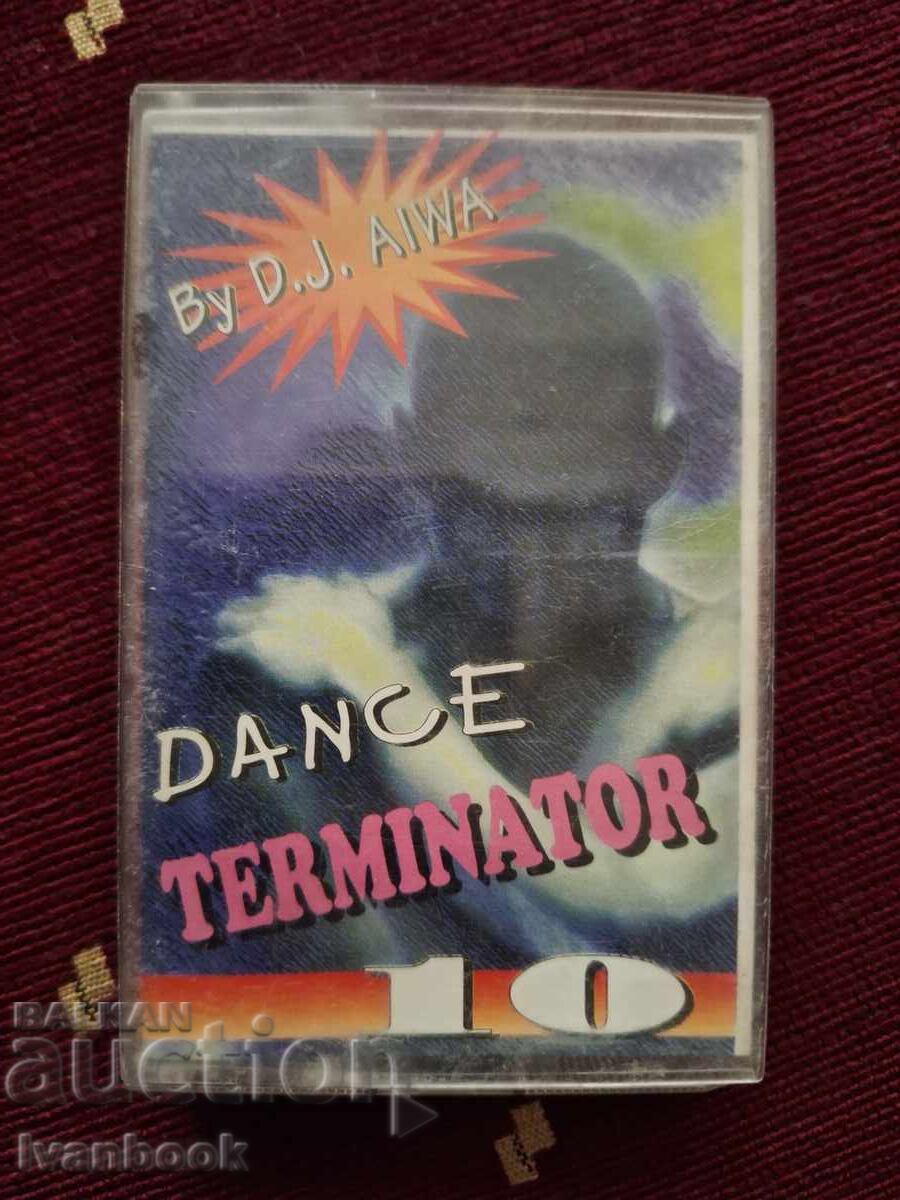 By D.J. AIWA
DANCE
TERMINATOR
10
BALKAN
auction
Ivanbook